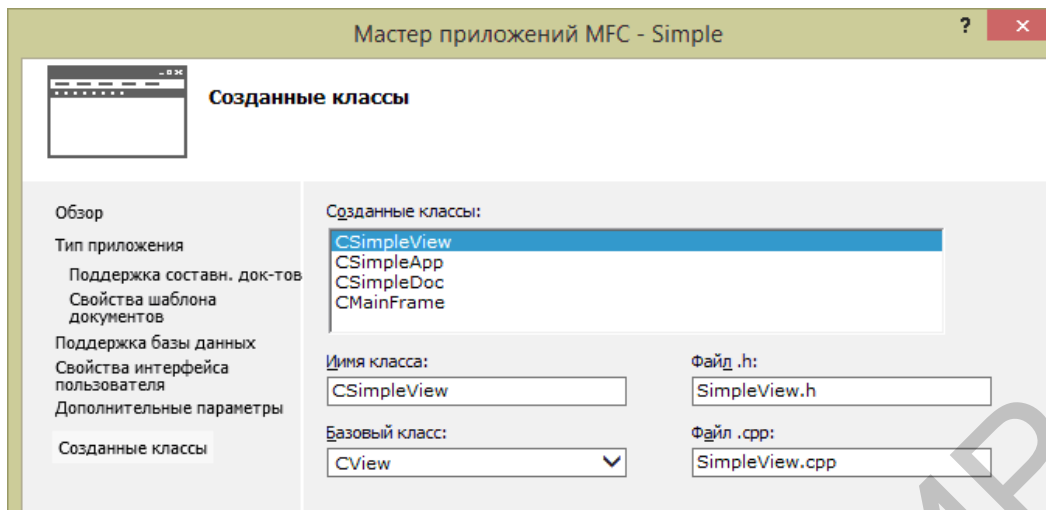 Мастер приложений MFC - Simple
?
×
Созданные классы
Обзор
Тип приложения
Поддержка составн. док-тов
Свойства шаблона
документов
Поддержка базы данных
Свойства интерфейса
пользователя
Дополнительные параметры
Созданные классы
Созданные классы:
CSimpleView
CSimpleApp
CSimpleDoc
CMainFrame
Иимя класса:
CSimpleView
Файл .h:
SimpleView.h
Базовый класс:
CView
Файл .cpp:
SimpleView.cpp